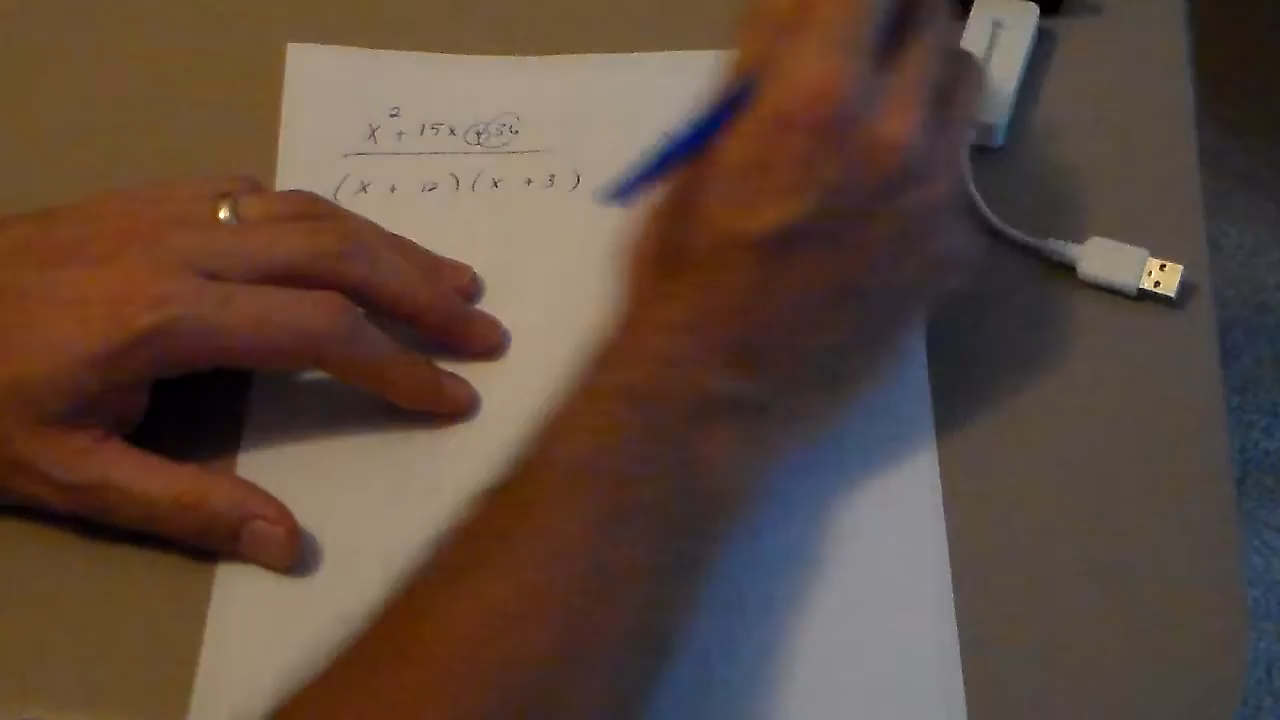 x² + 15x + 36
(x + 12)(x + 3)